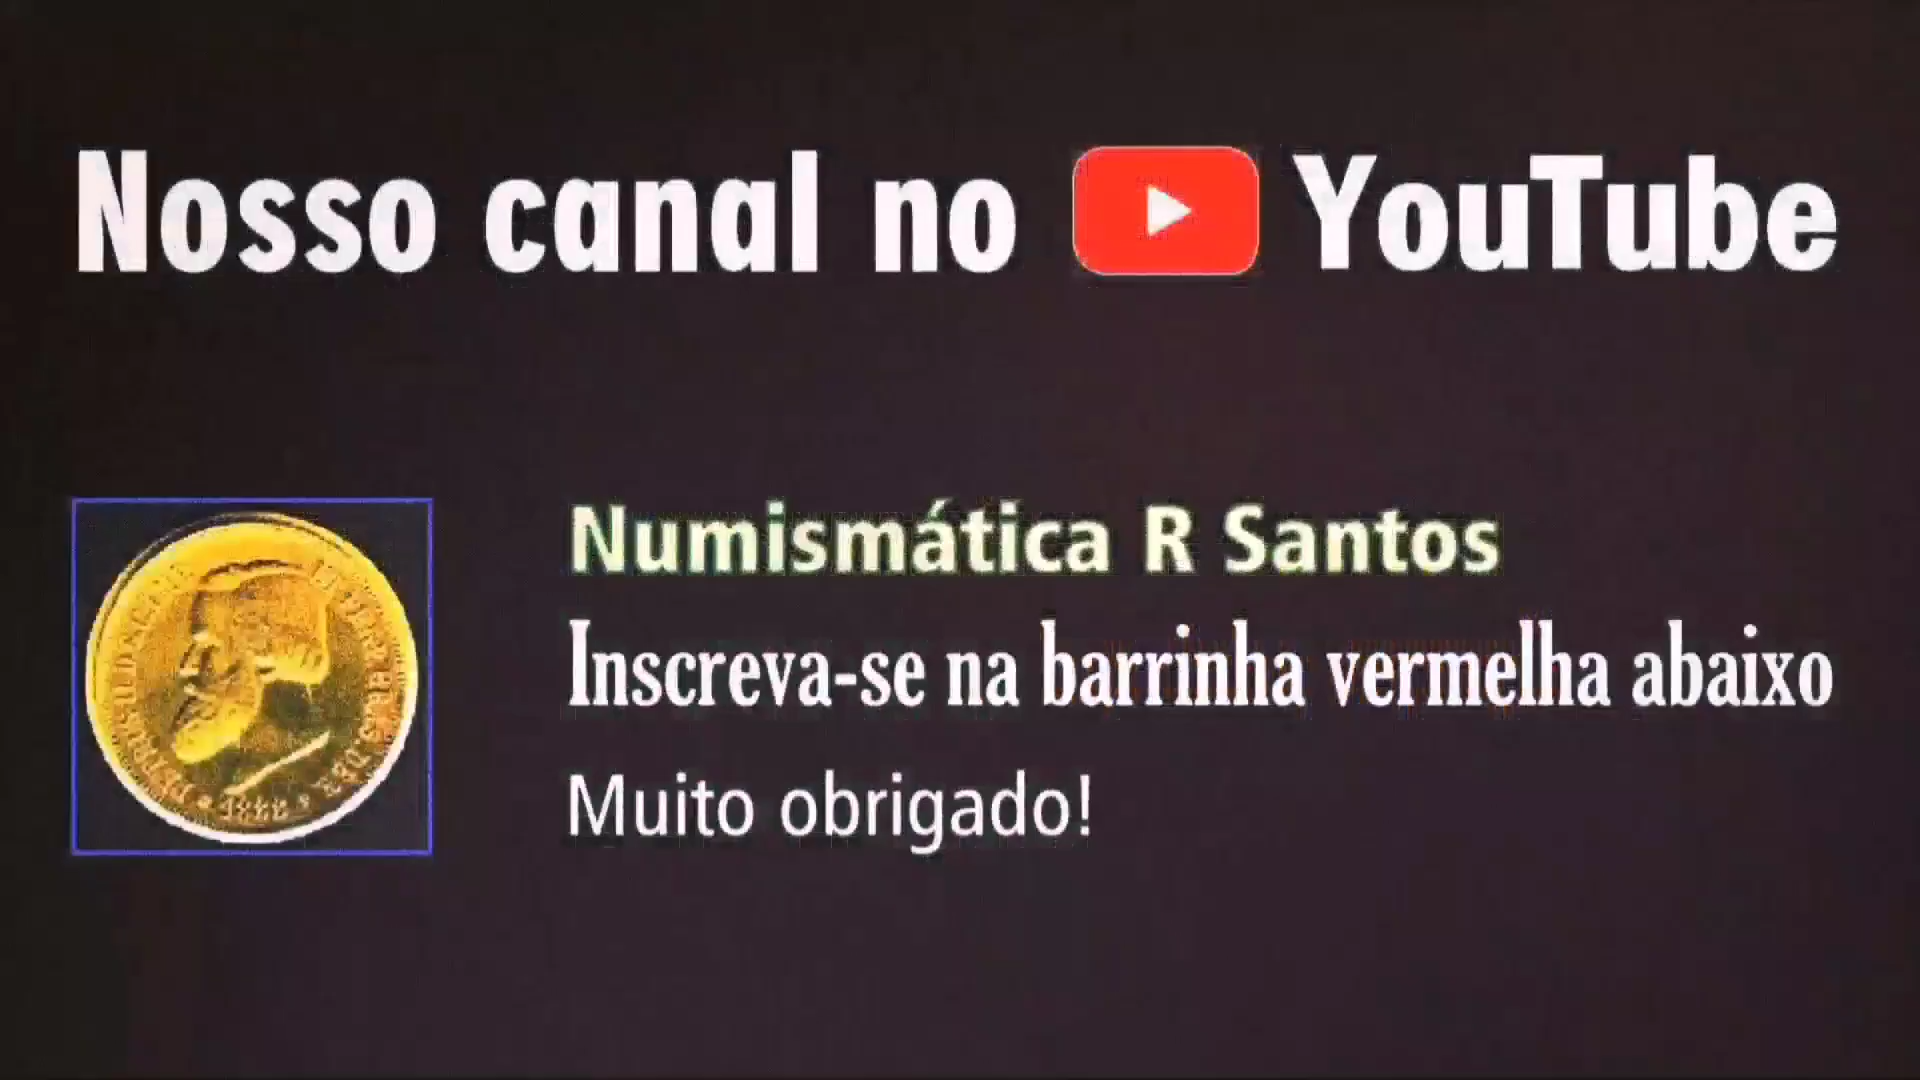 Nosso canal no YouTube
Numismática R Santos
Inscreva-se na barrinha vermelha abaixo
Muito obrigado!